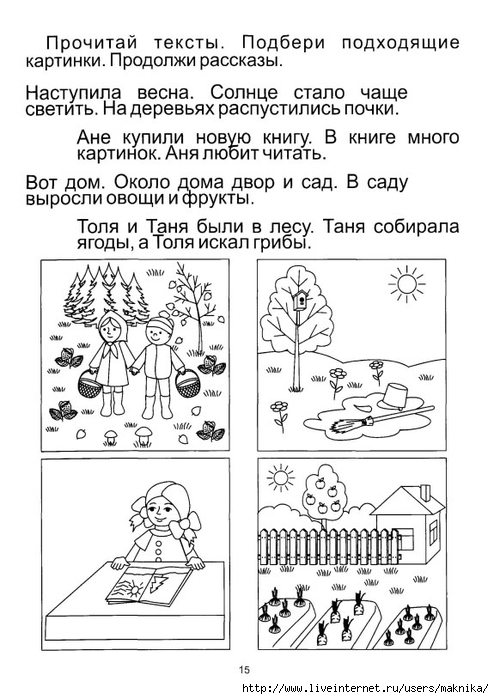 Прочитай тексты. Подбери подходящие
картинки. Продолжи рассказы.
Наступила весна. Солнце стало чаще
светить. На деревьях распустились почки.
Ане купили новую книгу. В книге много
картинок. Аня любит читать.
Вот дом. Около дома двор и сад. В саду
выросли овощи и фрукты.
Толя и Таня были в лесу. Таня собирала
ягоды, а Толя искал грибы.
15
http://www.liveinternet.ru/users/maknika/